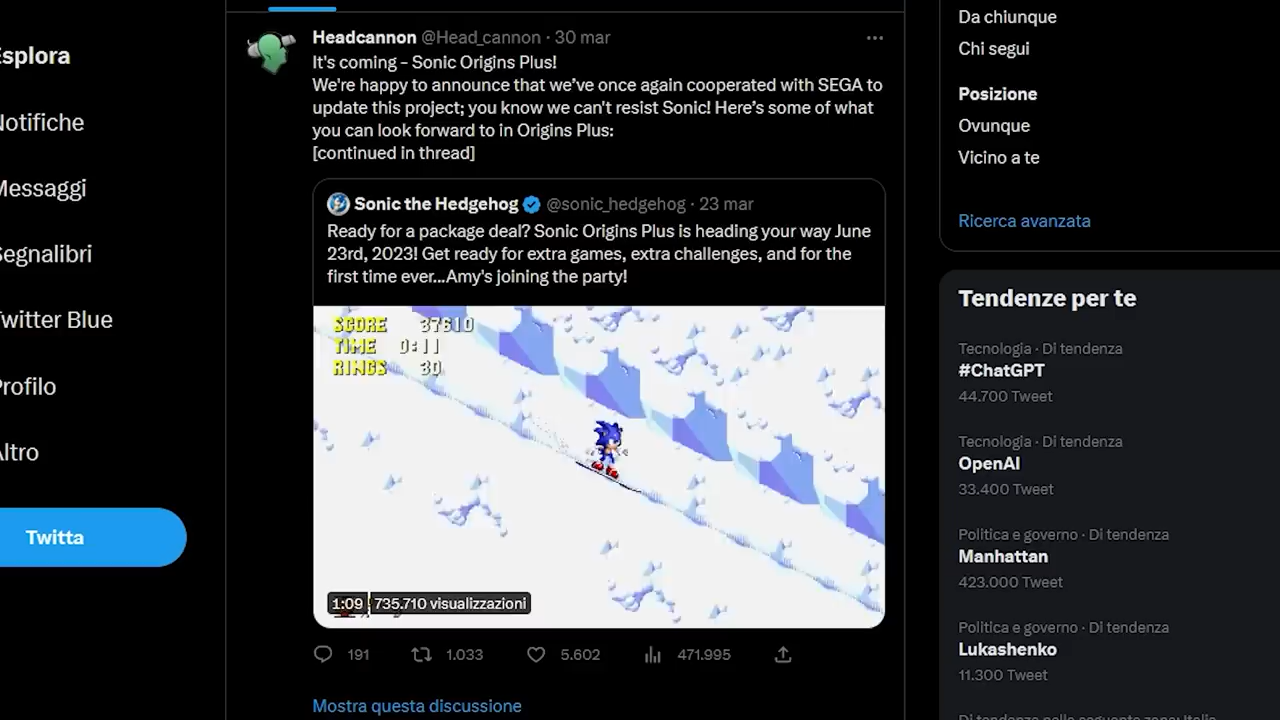 Esplora
Notifiche
Messaggi
Segnalibri
Twitter Blue
Profilo
Altro
Twitta
Headcannon @Head_cannon · 30 mar
It's coming - Sonic Origins Plus!
We're happy to announce that we've once again cooperated with SEGA to
update this project; you know we can't resist Sonic! Here's some of what
you can look forward to in Origins Plus:
[continued in thread]
Sonic the Hedgehog @sonic_hedgehog · 23 mar
Ready for a package deal? Sonic Origins Plus is heading your way June
23rd, 2023! Get ready for extra games, extra challenges, and for the
first time ever...Amy's joining the party!
SCORE 37610
TIME 0:11
RINGS 30
1:09 735.710 visualizzazioni
191 1.033 5.602 471.995
Mostra questa discussione
Da chiunque
Chi segui
Posizione
Ovunque
Vicino a te
Ricerca avanzata
Tendenze per te
Tecnologia · Di tendenza
#ChatGPT
44.700 Tweet
Tecnologia · Di tendenza
OpenAI
33.400 Tweet
Politica e governo · Di tendenza
Manhattan
423.000 Tweet
Politica e governo · Di tendenza
Lukashenko
11.300 Tweet